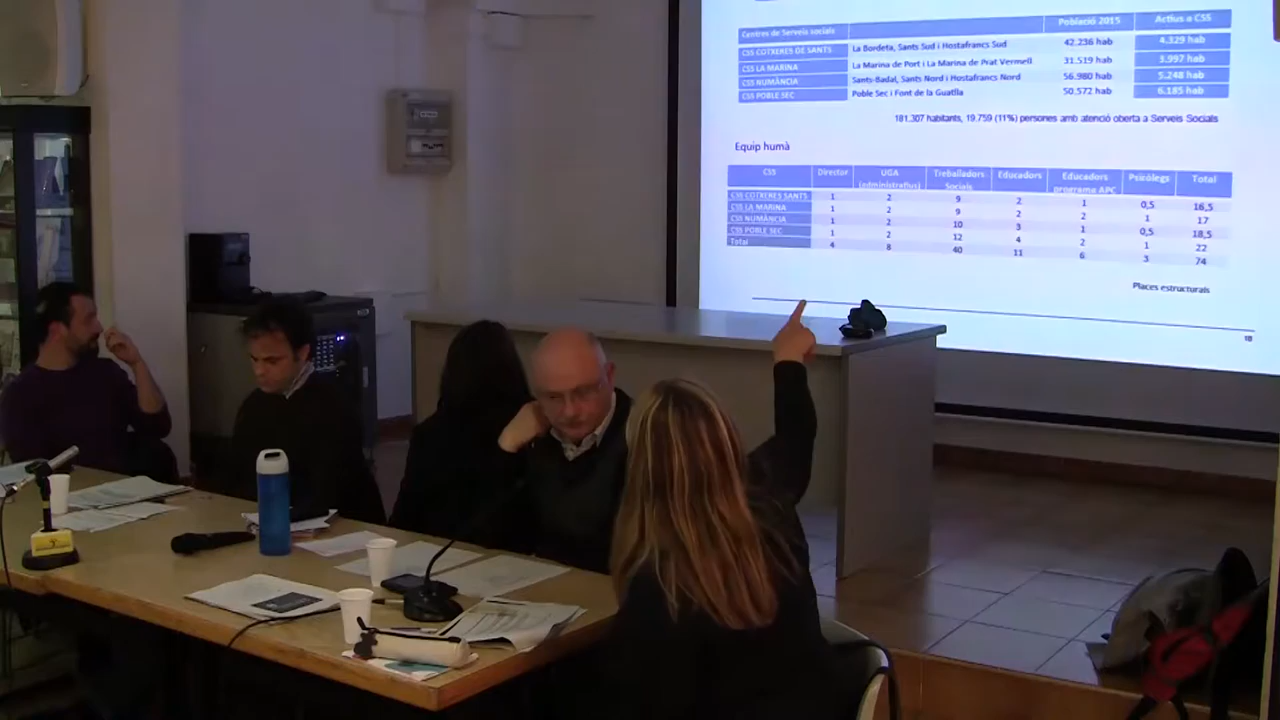 Centres de Serveis socials Població 2015 Actius a CSS
CSS COTXERES DE SANTS La Bordeta, Sants Sud i Hostafrancs Sud 42.236 hab 4.329 hab
CSS LA MARINA La Marina de Port i La Marina de Prat Vermell 31.519 hab 3.997 hab
CSS NUMÀNCIA Sants-Badal, Sants Nord i Hostafrancs Nord 56.980 hab 5.248 hab
CSS POBLE SEC Poble Sec i Font de la Guatlla 50.572 hab 6.185 hab
181.307 habitants, 19.759 (11%) persones amb atenció oberta a Serveis Socials
Equip humà
CSS Director UGA (administratius) Treballadors Socials Educadors Educadors programa APC Psicòlegs Total
CSS COTXERES SANTS 1 2 9 2 1 0,5 16,5
CSS LA MARINA 1 2 9 2 2 1 17
CSS NUMÀNCIA 1 2 10 3 1 0,5 18,5
CSS POBLE SEC 1 2 12 4 2 1 22
Total 4 8 40 11 6 3 74
Places estructurals